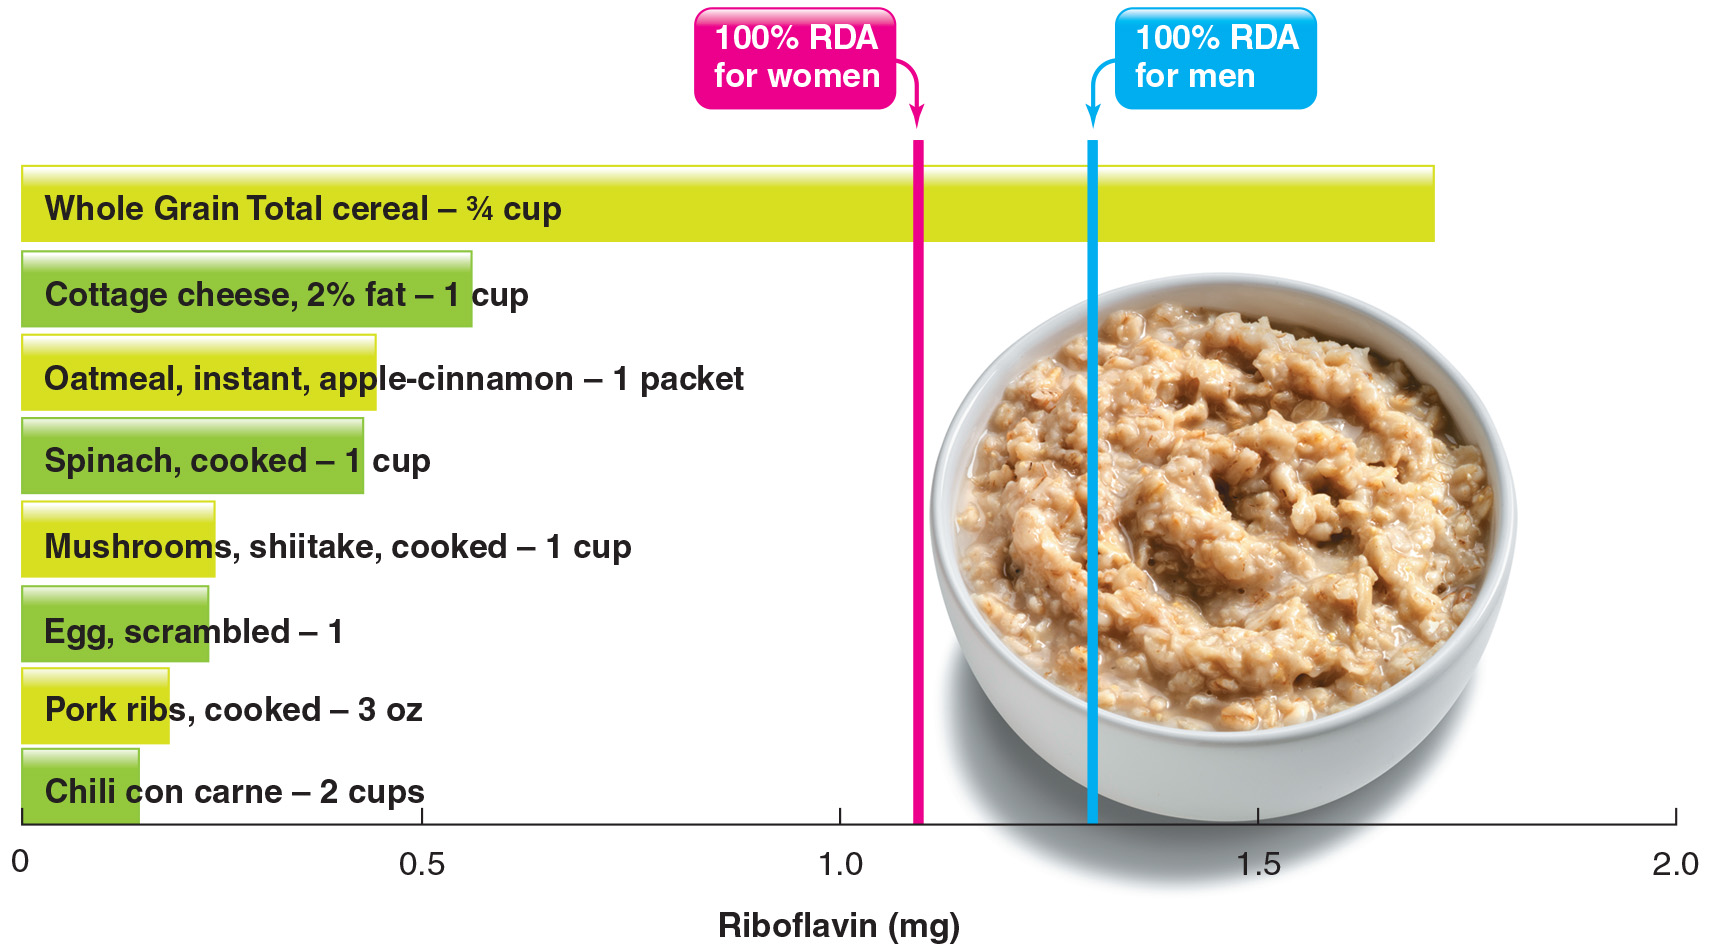 100% RDA
for women
100% RDA
for men
Whole Grain Total cereal – ¾ cup
Cottage cheese, 2% fat – 1 cup
Oatmeal, instant, apple-cinnamon – 1 packet
Spinach, cooked – 1 cup
Mushrooms, shiitake, cooked – 1 cup
Egg, scrambled – 1
Pork ribs, cooked – 3 oz
Chili con carne – 2 cups
0 0.5 1.0 1.5 2.0
Riboflavin (mg)